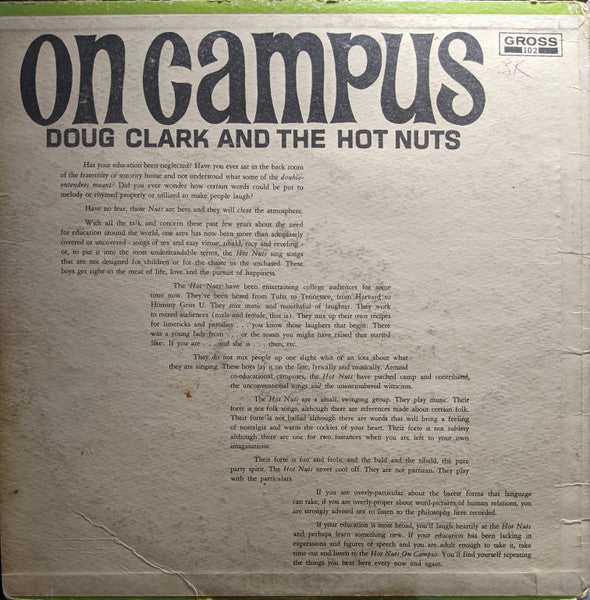 on campus
GROSS
102
SK
DOUG CLARK AND THE HOT NUTS
Has your education been neglected? Have you ever sat in the back room
of the fraternity or sorority house and not understood what some of the double-
entendres meant? Did you ever wonder how certain words could be put to
melody or rhymed properly or utilized to make people laugh?
Have no fear, those Nuts are here and they will clear the atmosphere.
With all the talk and concern these past few years about the need
for education around the world, one area has now been more than adequately
covered or uncovered - songs of sex and easy virtue, ribald, racy and reveling -
or, to put it into the most understandable terms, the Hot Nuts sing songs
that are not designed for children or for the chaste or the unchased. These
boys get right to the meat of life, love and the pursuit of happiness.
The Hot Nuts have been entertaining college audiences for some
time now. They've been heard from Tufts to Tennessee, from Harvard to
Hominy Grits U. They mix music and mouthsful of laughter. They work
to mixed audiences (male and female, that is). They mix up their own recipes
for limericks and parodies . . . you know those laughers that begin: There
was a young lady from . . . or the toasts you might have raised that started
like: If you are . . . and she is . . . then, etc.
They do not mix people up one slight whit or an iota about what
they are singing. These boys lay it on the line, lyrically and musically. Around
co-educational campuses, the Hot Nuts have pitched camp and contriband,
the unconventional songs and the unencumbered witticism.
The Hot Nuts are a small, swinging group. They play music. Their
forte is not folk songs, although there are references made about certain folk.
Their forte is not ballad although there are words that will bring a feeling
of nostalgia and warm the cockles of your heart. Their forte is not subtlety
although there are one or two instances when you are left to your own
imaginations.
Their forte is fun and frolic and the bald and the ribald, the pure
party spirit. The Hot Nuts never cool off. They are not partisan. They play
with the particulars.
If you are overly-particular about the barest forms that language
can take, if you are overly-proper about word-pictures of human relations, you
are strongly advised not to listen to the philosophy here recorded.
If your education is most broad, you'll laugh heartily at the Hot Nuts
and perhaps learn something new. If your education has been lacking in
expressions and figures of speech and you are adult enough to take it, take
time out and listen to the Hot Nuts On Campus. You'll find yourself repeating
the things you hear here every now and again.